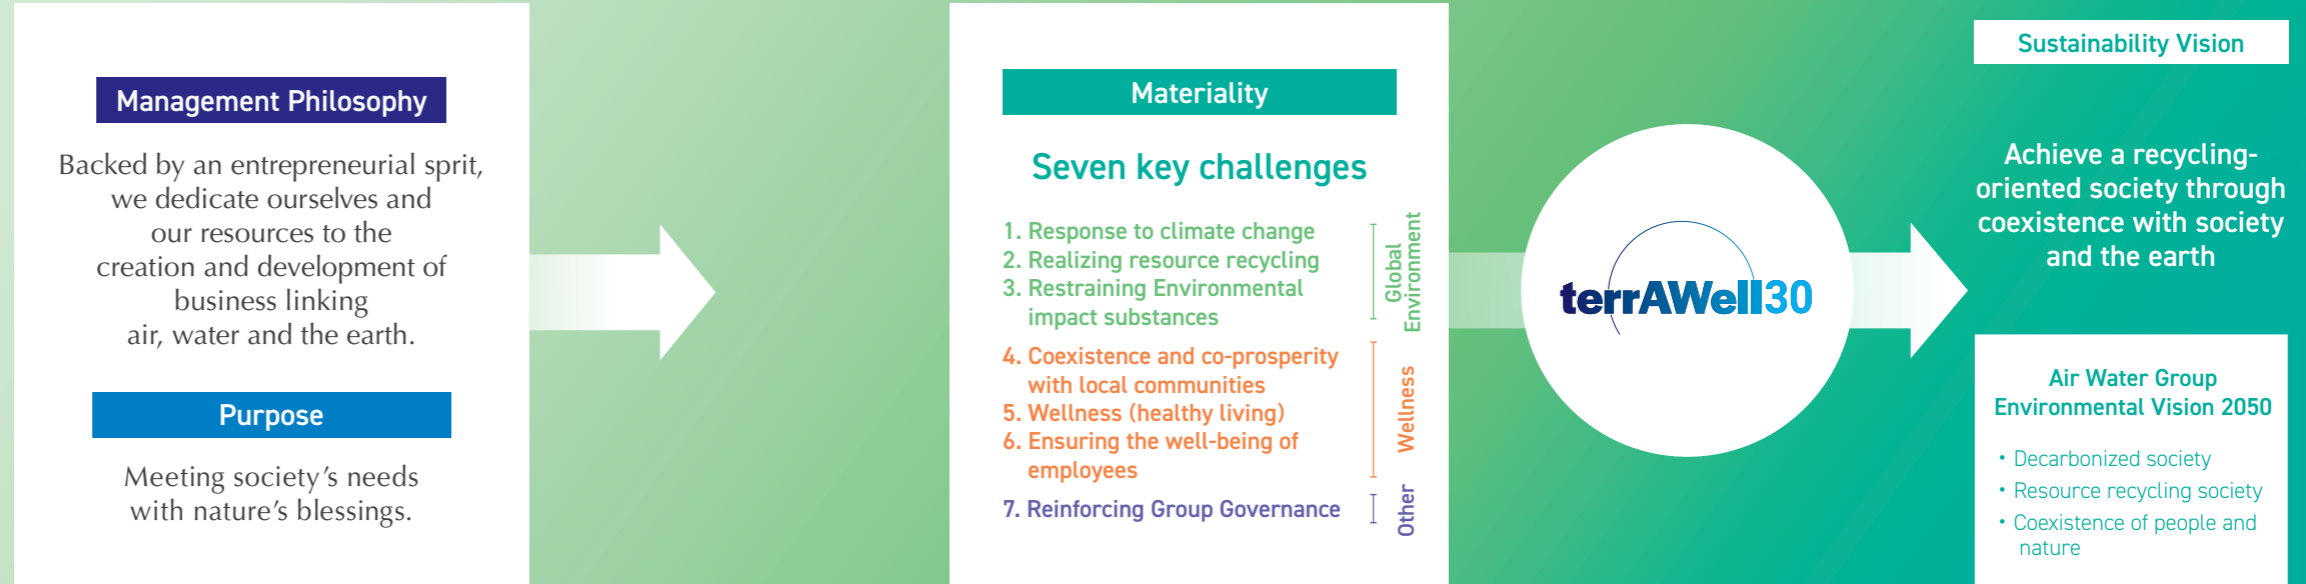 Management Philosophy
Backed by an entrepreneurial sprit,
we dedicate ourselves and
our resources to the
creation and development of
business linking
air, water and the earth.
Purpose
Meeting society's needs
with nature's blessings.
Materiality
Seven key challenges
1. Response to climate change
2. Realizing resource recycling
3. Restraining Environmental
impact substances
Global
Environment
4. Coexistence and co-prosperity
with local communities
5. Wellness (healthy living)
6. Ensuring the well-being of
employees
Wellness
7. Reinforcing Group Governance
Other
terrAWell30
Sustainability Vision
Achieve a recycling-
oriented society through
coexistence with society
and the earth
Air Water Group
Environmental Vision 2050
• Decarbonized society
• Resource recycling society
• Coexistence of people and
nature